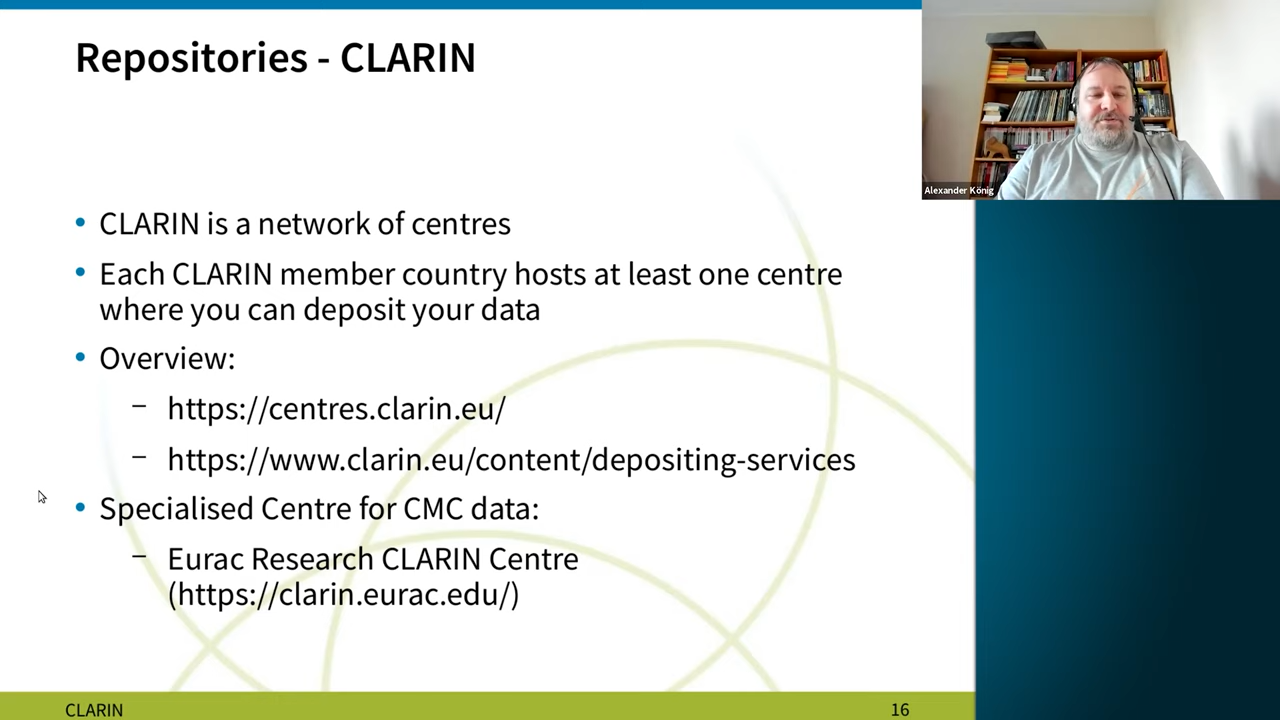 Repositories - CLARIN
Alexander König
• CLARIN is a network of centres
• Each CLARIN member country hosts at least one centre
where you can deposit your data
• Overview:
– https://centres.clarin.eu/
– https://www.clarin.eu/content/depositing-services
• Specialised Centre for CMC data:
– Eurac Research CLARIN Centre
(https://clarin.eurac.edu/)
CLARIN
16